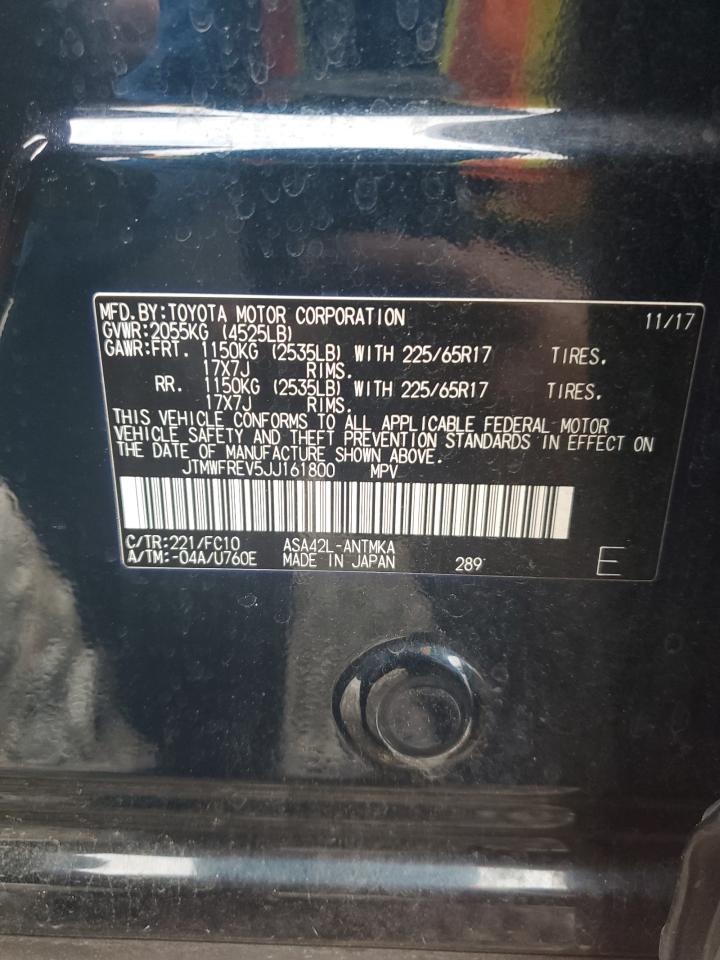 MFD.BY:TOYOTA MOTOR CORPORATION 11/17
GVWR:2055KG (4525LB)
GAWR:FRT. 1150KG (2535LB) WITH 225/65R17 TIRES.
17X7J RIMS.
RR. 1150KG (2535LB) WITH 225/65R17 TIRES.
17X7J RIMS.
THIS VEHICLE CONFORMS TO ALL APPLICABLE FEDERAL MOTOR
VEHICLE SAFETY AND THEFT PREVENTION STANDARDS IN EFFECT ON
THE DATE OF MANUFACTURE SHOWN ABOVE.
JTMWFREV5JJ161800 MPV
C/TR:221/FC10 ASA42L-ANTMKA
A/TM:-04A/U760E MADE IN JAPAN 289
E